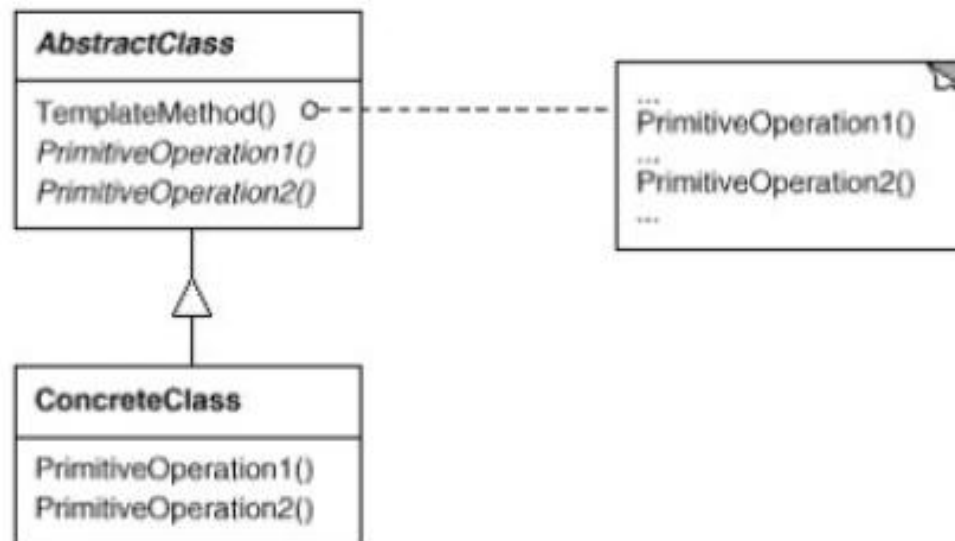 AbstractClass
TemplateMethod()
PrimitiveOperation1()
PrimitiveOperation2()
...
PrimitiveOperation1()
...
PrimitiveOperation2()
...
ConcreteClass
PrimitiveOperation1()
PrimitiveOperation2()